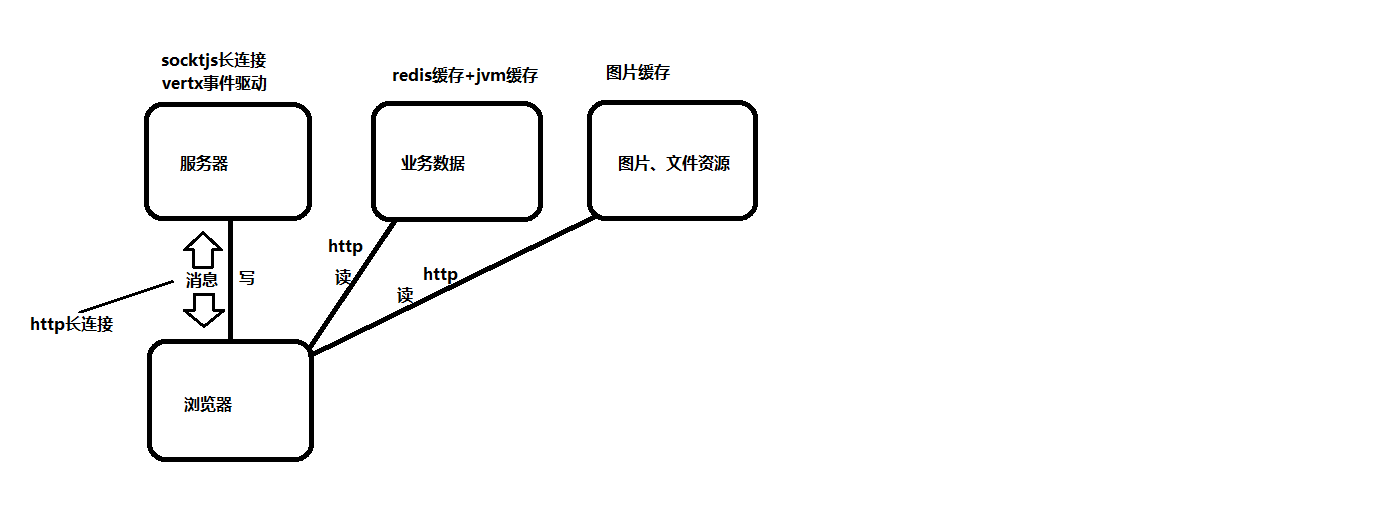 socktjs长连接
vertx事件驱动
redis缓存+jvm缓存
图片缓存
服务器
业务数据
图片、文件资源
http
读
http
读
消息
写
http长连接
浏览器